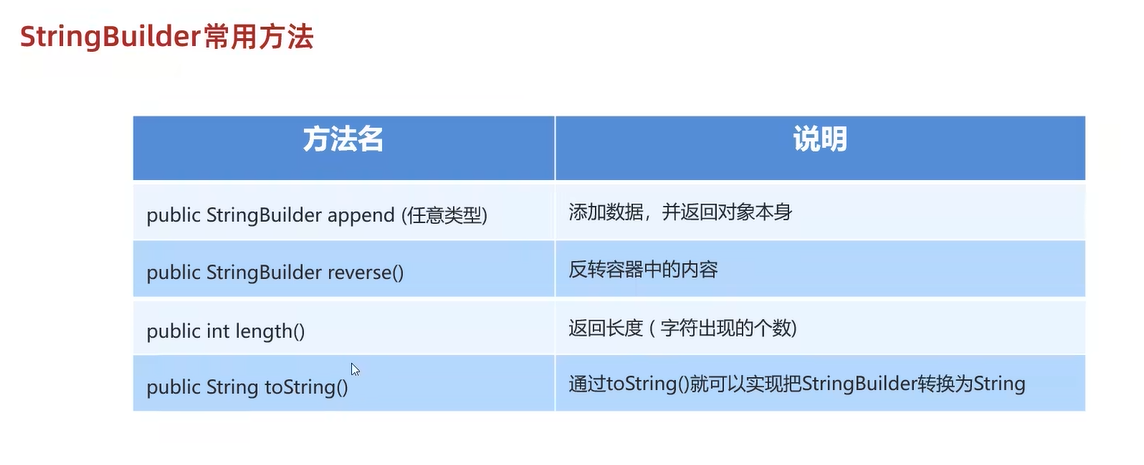 StringBuilder常用方法
方法名 说明
public StringBuilder append (任意类型) 添加数据，并返回对象本身
public StringBuilder reverse() 反转容器中的内容
public int length() 返回长度 ( 字符出现的个数)
public String toString() 通过toString()就可以实现把StringBuilder转换为String